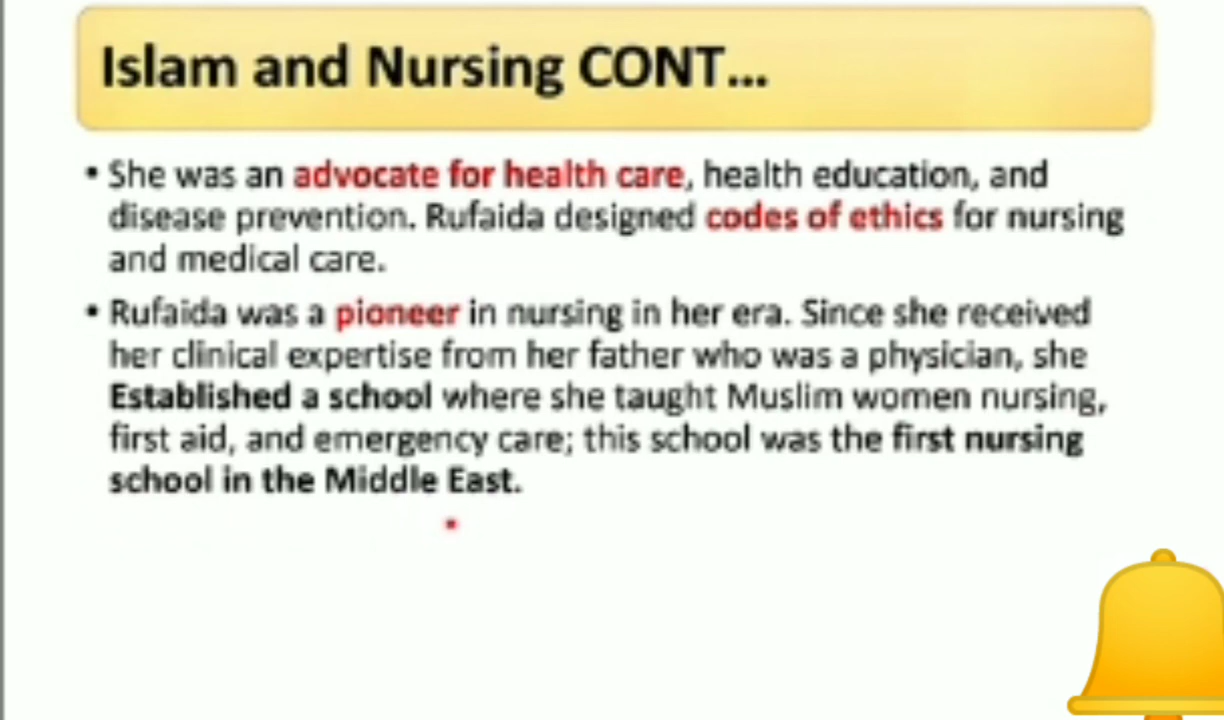 Islam and Nursing CONT...
• She was an advocate for health care, health education, and
disease prevention. Rufaida designed codes of ethics for nursing
and medical care.
• Rufaida was a pioneer in nursing in her era. Since she received
her clinical expertise from her father who was a physician, she
Established a school where she taught Muslim women nursing,
first aid, and emergency care; this school was the first nursing
school in the Middle East.